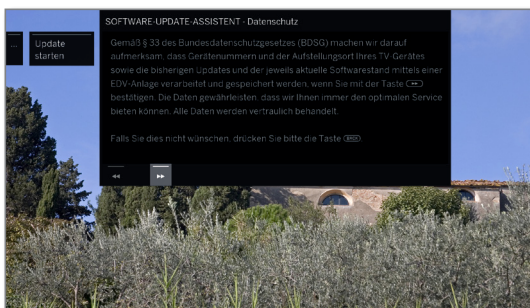 SOFTWARE-UPDATE-ASSISTENT - Datenschutz
...
Update
starten
Gemäß § 33 des Bundesdatenschutzgesetzes (BDSG) machen wir darauf
aufmerksam, dass Gerätenummern und der Aufstellungsort Ihres TV-Gerätes
sowie die bisherigen Updates und der jeweils aktuelle Softwarestand mittels einer
EDV-Anlage verarbeitet und gespeichert werden, wenn Sie mit der Taste
bestätigen. Die Daten gewährleisten, dass wir Ihnen immer den optimalen Service
bieten können. Alle Daten werden vertraulich behandelt.
Falls Sie dies nicht wünschen, drücken Sie bitte die Taste BACK.